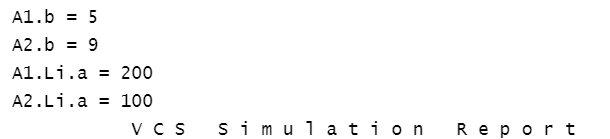 A1.b = 5
A2.b = 9
A1.Li.a = 200
A2.Li.a = 100
V C S   S i m u l a t i o n   R e p o r t